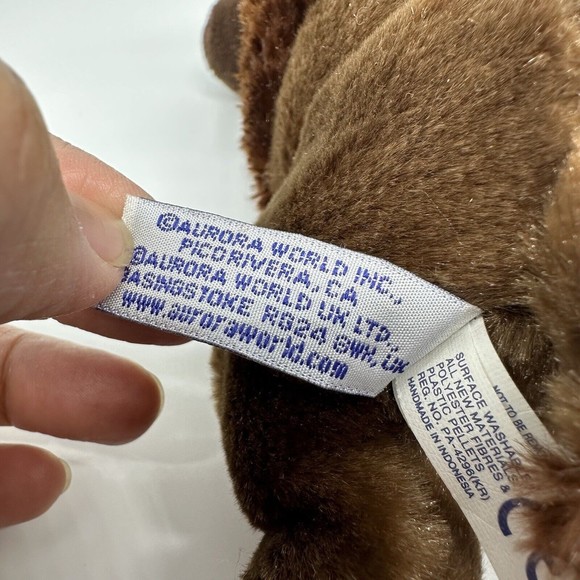 ©AURORA WORLD INC.,
PICO RIVERA, CA
©AURORA WORLD UK LTD.,
BASINGSTOKE RG24 8WH, UK
www.auroraworld.com
NOT TO BE
SURFACE WASHABLE
ALL NEW MATERIALS
POLYESTER FIBRES &
PLASTIC PELLETS
REG. NO. PA-4296(KR)
HANDMADE IN INDONESIA